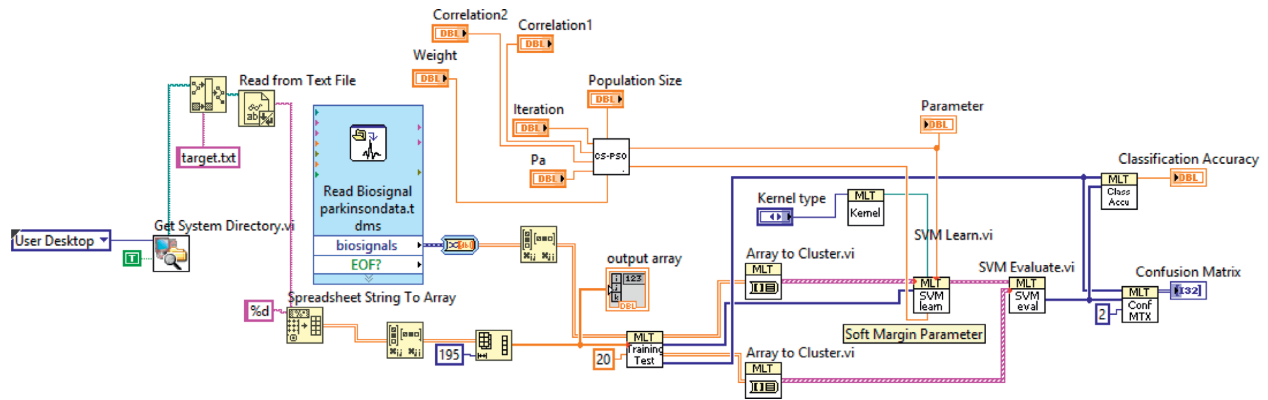 Correlation2
DBL
Correlation1
DBL
Weight
DBL
Read from Text File
Population Size
DBL
Iteration
DBL
Parameter
DBL
CS-PSO
target.txt
Pa
DBL
Read Biosignal
parkinsondata.t
dms
biosignals
EOF?
Classification Accuracy
MLT
Class
Accu
DBL
Kernel type
MLT
Kernel
Get System Directory.vi
User Desktop
T
SVM Learn.vi
output array
123
DBL
Array to Cluster.vi
MLT
MLT
SVM
learn
SVM Evaluate.vi
MLT
SVM
eval
Confusion Matrix
MLT
Conf
MTX
I32
2
Spreadsheet String To Array
%d
195
20
MLT
Training
Test
Soft Margin Parameter
Array to Cluster.vi
MLT